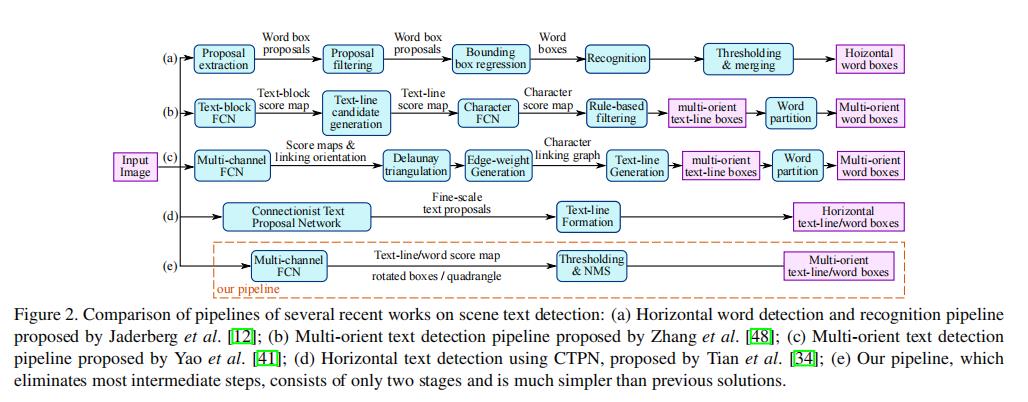 Word box proposals
Word box proposals
Word boxes
(a)
Proposal extraction
Proposal filtering
Bounding box regression
Recognition
Thresholding & merging
Hoizontal word boxes
Text-block score map
Text-line score map
Character score map
(b)
Text-block FCN
Text-line candidate generation
Character FCN
Rule-based filtering
multi-orient text-line boxes
Word partition
Multi-orient word boxes
Input Image
Score maps & linking orientation
Character linking graph
(c)
Multi-channel FCN
Delaunay triangulation
Edge-weight Generation
Text-line Generation
multi-orient text-line boxes
Word partition
Multi-orient word boxes
(d)
Connectionist Text Proposal Network
Fine-scale text proposals
Text-line Formation
Horizontal text-line/word boxes
(e)
Multi-channel FCN
Text-line/word score map
rotated boxes / quadrangle
Thresholding & NMS
Multi-orient text-line/word boxes
our pipeline
Figure 2. Comparison of pipelines of several recent works on scene text detection: (a) Horizontal word detection and recognition pipeline
proposed by Jaderberg et al. [12]; (b) Multi-orient text detection pipeline proposed by Zhang et al. [48]; (c) Multi-orient text detection
pipeline proposed by Yao et al. [41]; (d) Horizontal text detection using CTPN, proposed by Tian et al. [34]; (e) Our pipeline, which
eliminates most intermediate steps, consists of only two stages and is much simpler than previous solutions.